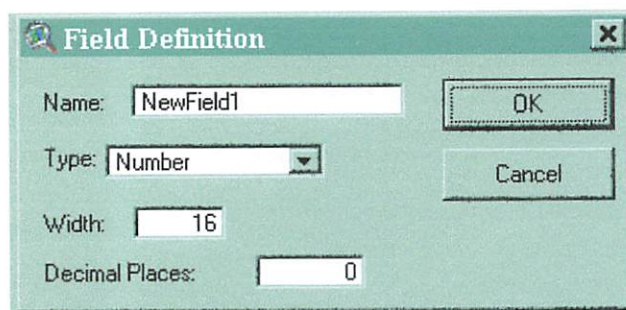 Field Definition
Name: NewField1
OK
Type: Number
Cancel
Width: 16
Decimal Places: 0